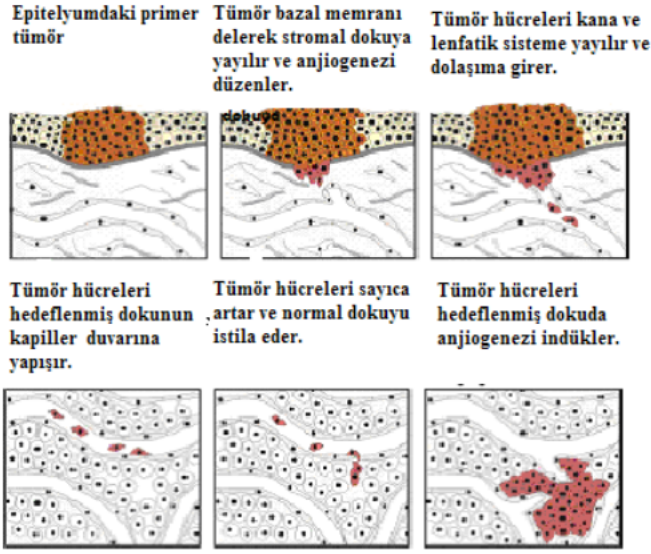 Epitelyumdaki primer
tümör
Tümör bazal memranı
delerek stromal dokuya
yayılır ve anjiogenezi
düzenler.
dokuya
Tümör hücreleri kana ve
lenfatik sisteme yayılır ve
dolaşıma girer.
Tümör hücreleri
hedeflenmiş dokunun
kapiller duvarına
yapışır.
Tümör hücreleri sayıca
, artar ve normal dokuyu
istila eder.
Tümör hücreleri
hedeflenmiş dokuda
anjiogenezi indükler.